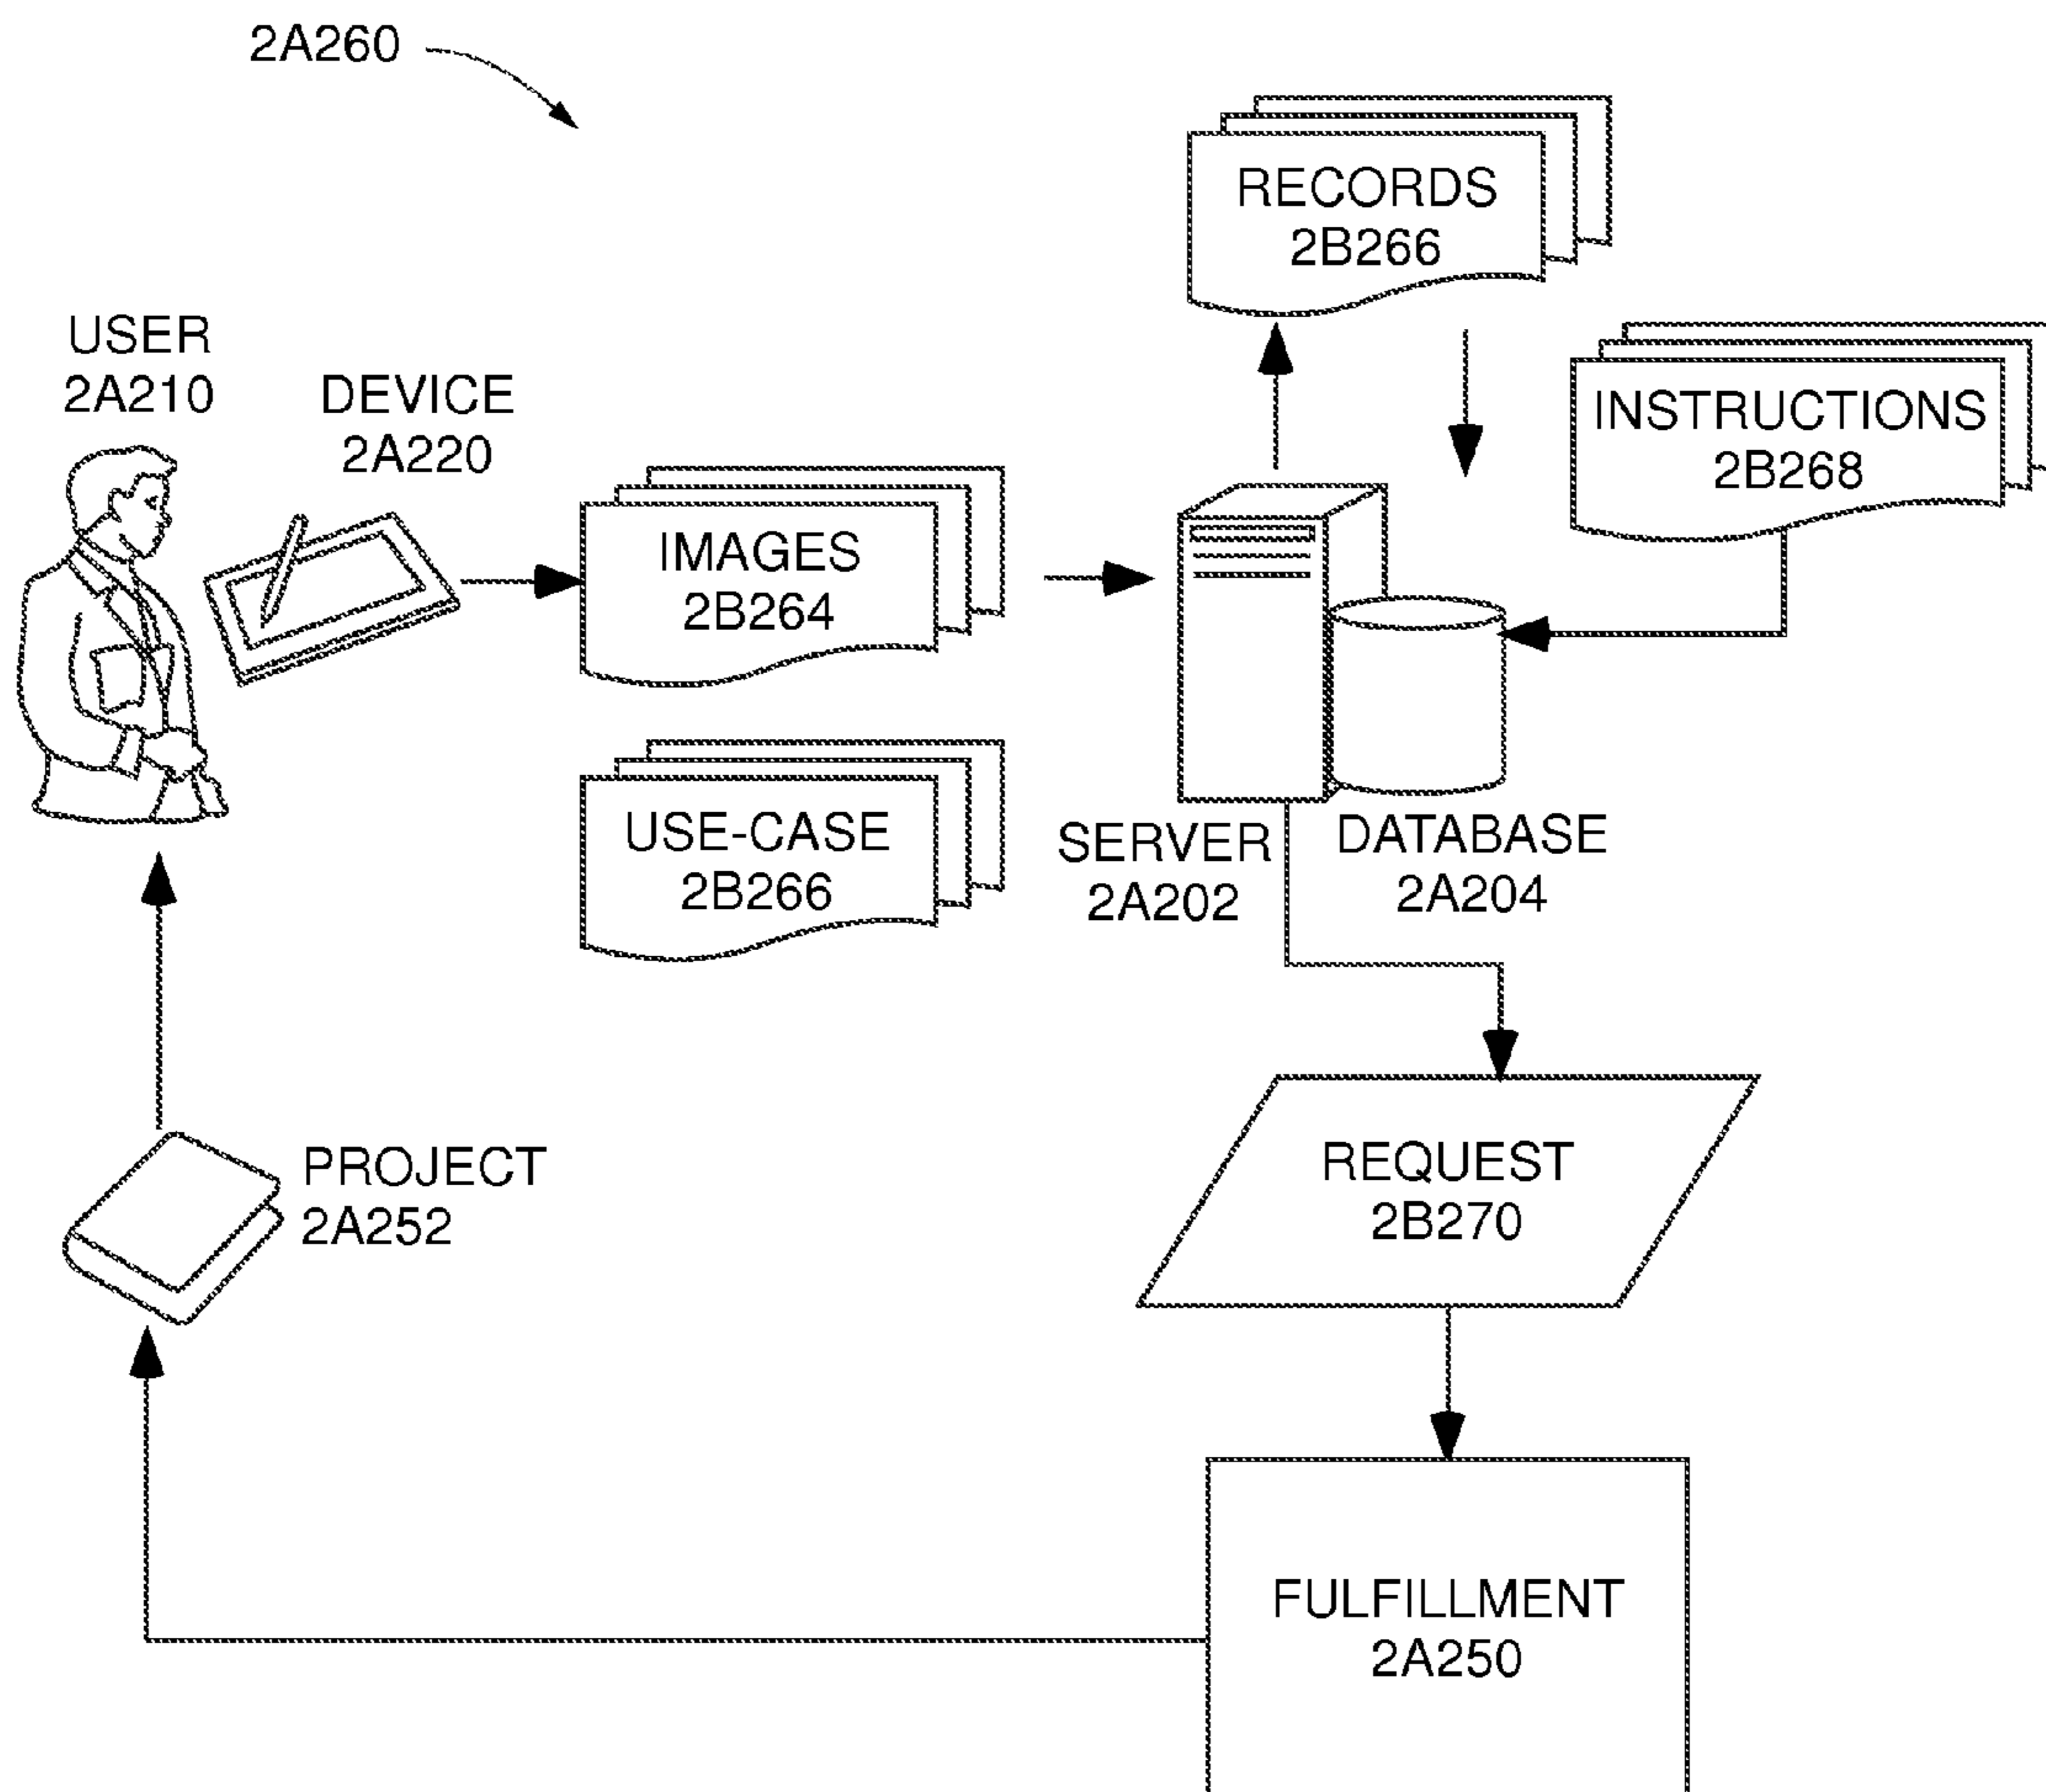 2A260
RECORDS
2B266
USER
2A210
DEVICE
2A220
INSTRUCTIONS
2B268
IMAGES
2B264
USE-CASE
2B266
SERVER
2A202
DATABASE
2A204
PROJECT
2A252
REQUEST
2B270
FULFILLMENT
2A250